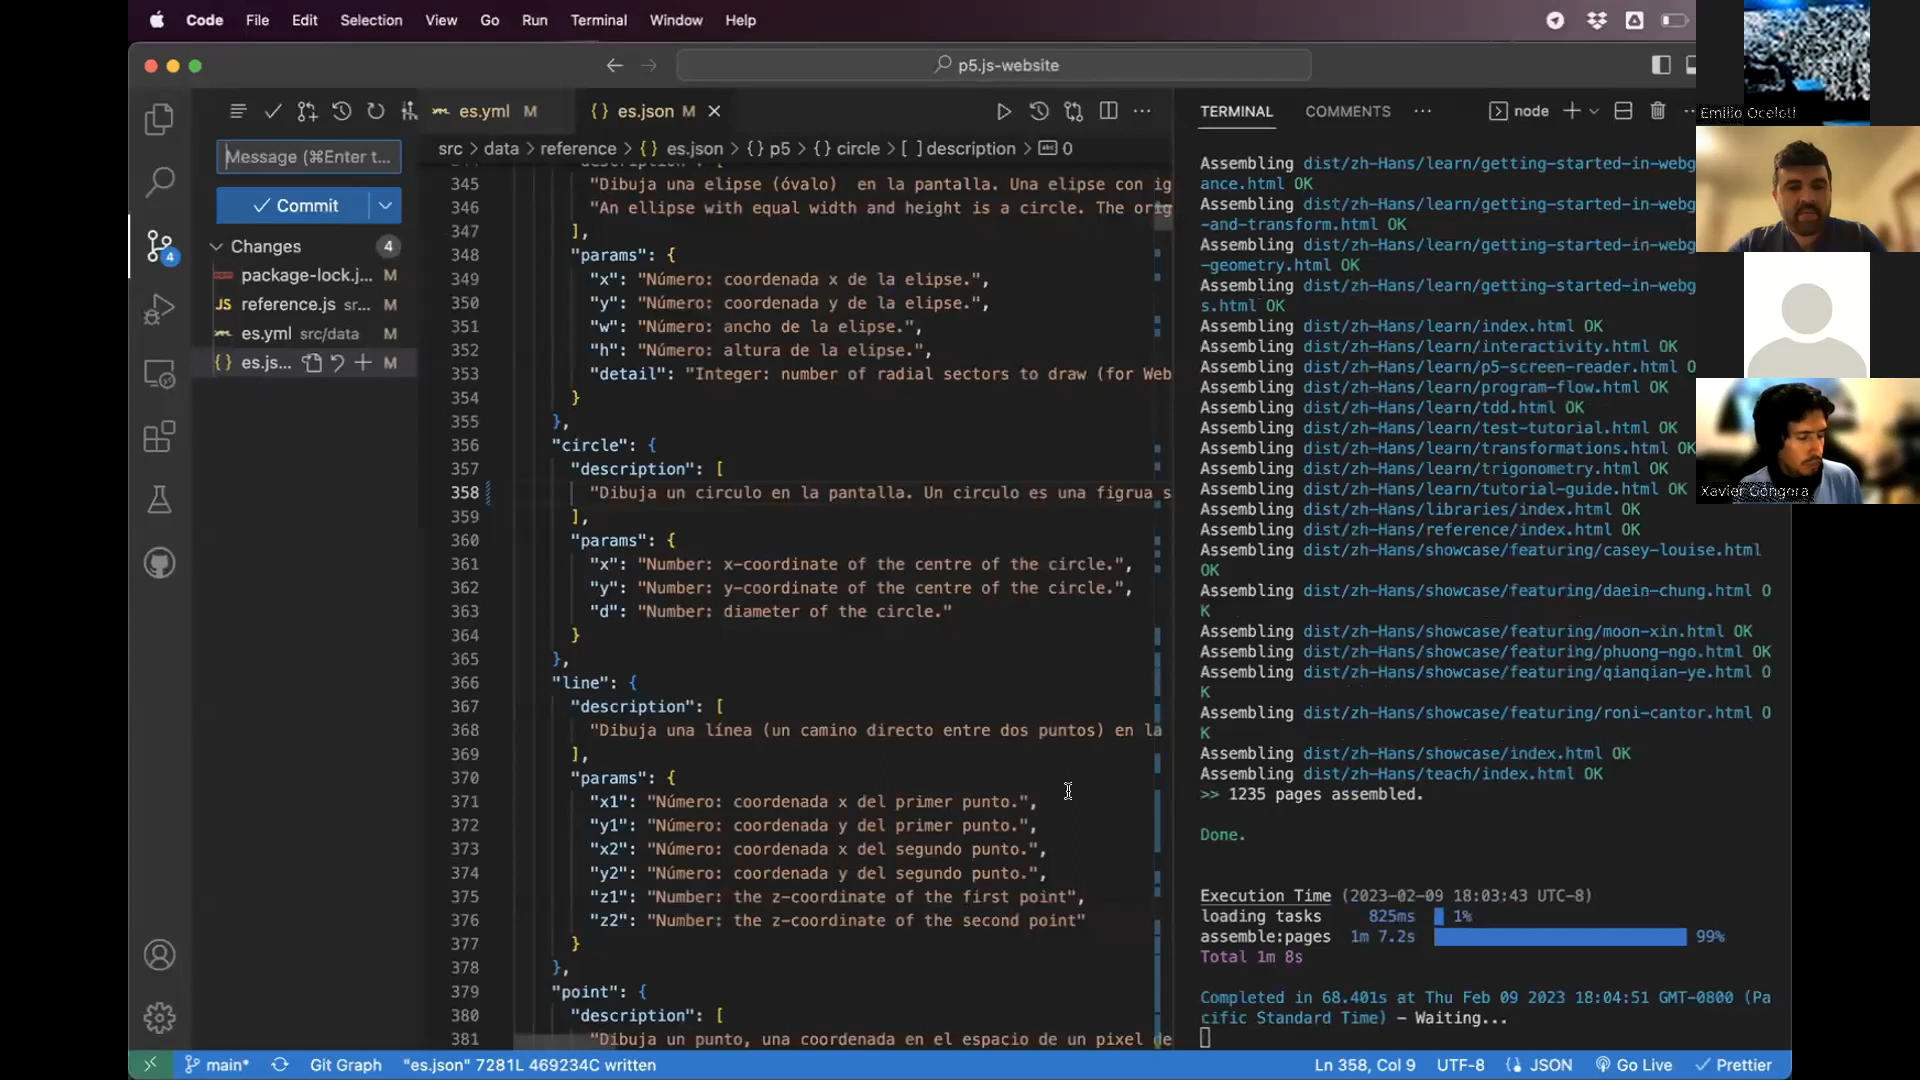 Code File Edit Selection View Go Run Terminal Window Help
p5.js-website
es.yml M
es.json M
src > data > reference > {} es.json > {} p5 > {} circle > [ ] description > 0
Message (⌘Enter t...
Commit
Changes 4
package-lock.j... M
JS reference.js sr... M
es.yml src/data M
{} es.js... M
4
345 "Dibuja una elipse (óvalo)  en la pantalla. Una elipse con ig
346 "An ellipse with equal width and height is a circle. The orig
347 ],
348 "params": {
349 "x": "Número: coordenada x de la elipse.",
350 "y": "Número: coordenada y de la elipse.",
351 "w": "Número: ancho de la elipse.",
352 "h": "Número: altura de la elipse.",
353 "detail": "Integer: number of radial sectors to draw (for Web
354 }
355 },
356 "circle": {
357 "description": [
358 "Dibuja un circulo en la pantalla. Un circulo es una figrua s
359 ],
360 "params": {
361 "x": "Number: x-coordinate of the centre of the circle.",
362 "y": "Number: y-coordinate of the centre of the circle.",
363 "d": "Number: diameter of the circle."
364 }
365 },
366 "line": {
367 "description": [
368 "Dibuja una línea (un camino directo entre dos puntos) en la
369 ],
370 "params": {
371 "x1": "Número: coordenada x del primer punto.",
372 "y1": "Número: coordenada y del primer punto.",
373 "x2": "Número: coordenada x del segundo punto.",
374 "y2": "Número: coordenada y del segundo punto.",
375 "z1": "Number: the z-coordinate of the first point",
376 "z2": "Number: the z-coordinate of the second point"
377 }
378 },
379 "point": {
380 "description": [
381 "Dibuja un punto, una coordenada en el espacio de un pixel de
TERMINAL COMMENTS ... node
Assembling dist/zh-Hans/learn/getting-started-in-webg
ance.html OK
Assembling dist/zh-Hans/learn/getting-started-in-webg
-and-transform.html OK
Assembling dist/zh-Hans/learn/getting-started-in-webg
-geometry.html OK
Assembling dist/zh-Hans/learn/getting-started-in-webg
s.html OK
Assembling dist/zh-Hans/learn/index.html OK
Assembling dist/zh-Hans/learn/interactivity.html OK
Assembling dist/zh-Hans/learn/p5-screen-reader.html O
Assembling dist/zh-Hans/learn/program-flow.html OK
Assembling dist/zh-Hans/learn/tdd.html OK
Assembling dist/zh-Hans/learn/test-tutorial.html OK
Assembling dist/zh-Hans/learn/transformations.html OK
Assembling dist/zh-Hans/learn/trigonometry.html OK
Assembling dist/zh-Hans/learn/tutorial-guide.html OK
Assembling dist/zh-Hans/libraries/index.html OK
Assembling dist/zh-Hans/reference/index.html OK
Assembling dist/zh-Hans/showcase/featuring/casey-louise.html
OK
Assembling dist/zh-Hans/showcase/featuring/daein-chung.html O
K
Assembling dist/zh-Hans/showcase/featuring/moon-xin.html OK
Assembling dist/zh-Hans/showcase/featuring/phuong-ngo.html OK
Assembling dist/zh-Hans/showcase/featuring/qianqian-ye.html O
K
Assembling dist/zh-Hans/showcase/featuring/roni-cantor.html O
K
Assembling dist/zh-Hans/showcase/index.html OK
Assembling dist/zh-Hans/teach/index.html OK
>> 1235 pages assembled.
Done.
Execution Time (2023-02-09 18:03:43 UTC-8)
loading tasks 825ms 1%
assemble:pages 1m 7.2s 99%
Total 1m 8s
Completed in 68.401s at Thu Feb 09 2023 18:04:51 GMT-0800 (Pa
cific Standard Time) - Waiting...
Emilio Ocelotl
Xavier Góngora
main* Git Graph "es.json" 7281L 469234C written Ln 358, Col 9 UTF-8 {} JSON Go Live Prettier